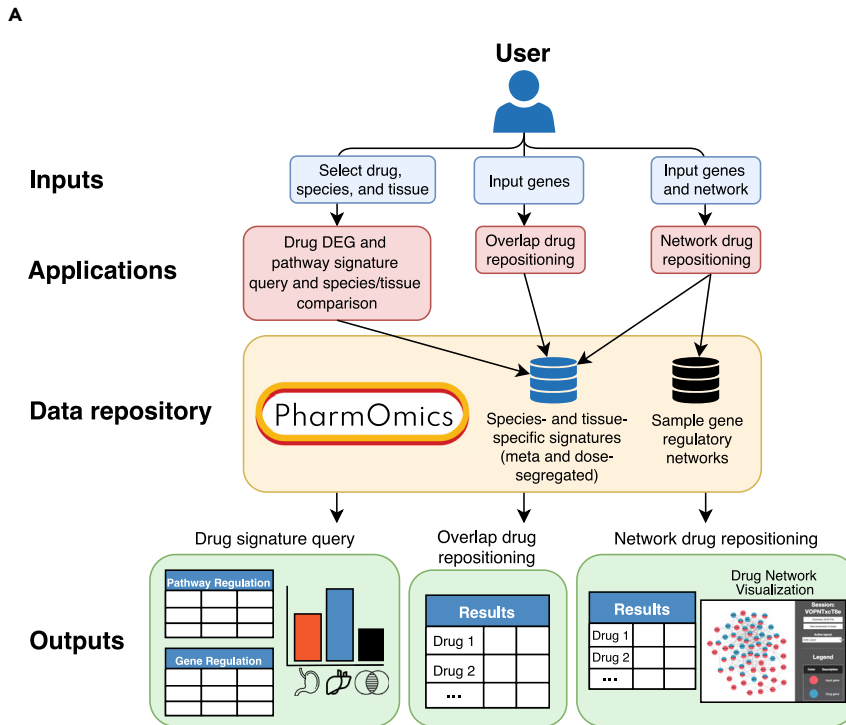 A
User
Inputs
Select drug,
species, and tissue
Input genes
Input genes
and network
Applications
Drug DEG and
pathway signature
query and species/tissue
comparison
Overlap drug
repositioning
Network drug
repositioning
Data repository
PharmOmics
Species- and tissue-
specific signatures
(meta and dose-
segregated)
Sample gene
regulatory
networks
Drug signature query
Overlap drug
repositioning
Network drug repositioning
Outputs
Pathway Regulation
Gene Regulation
Results
Drug 1
Drug 2
...
Results
Drug 1
Drug 2
...
Drug Network
Visualization
Session:
VOPNTxcT8e
Legend